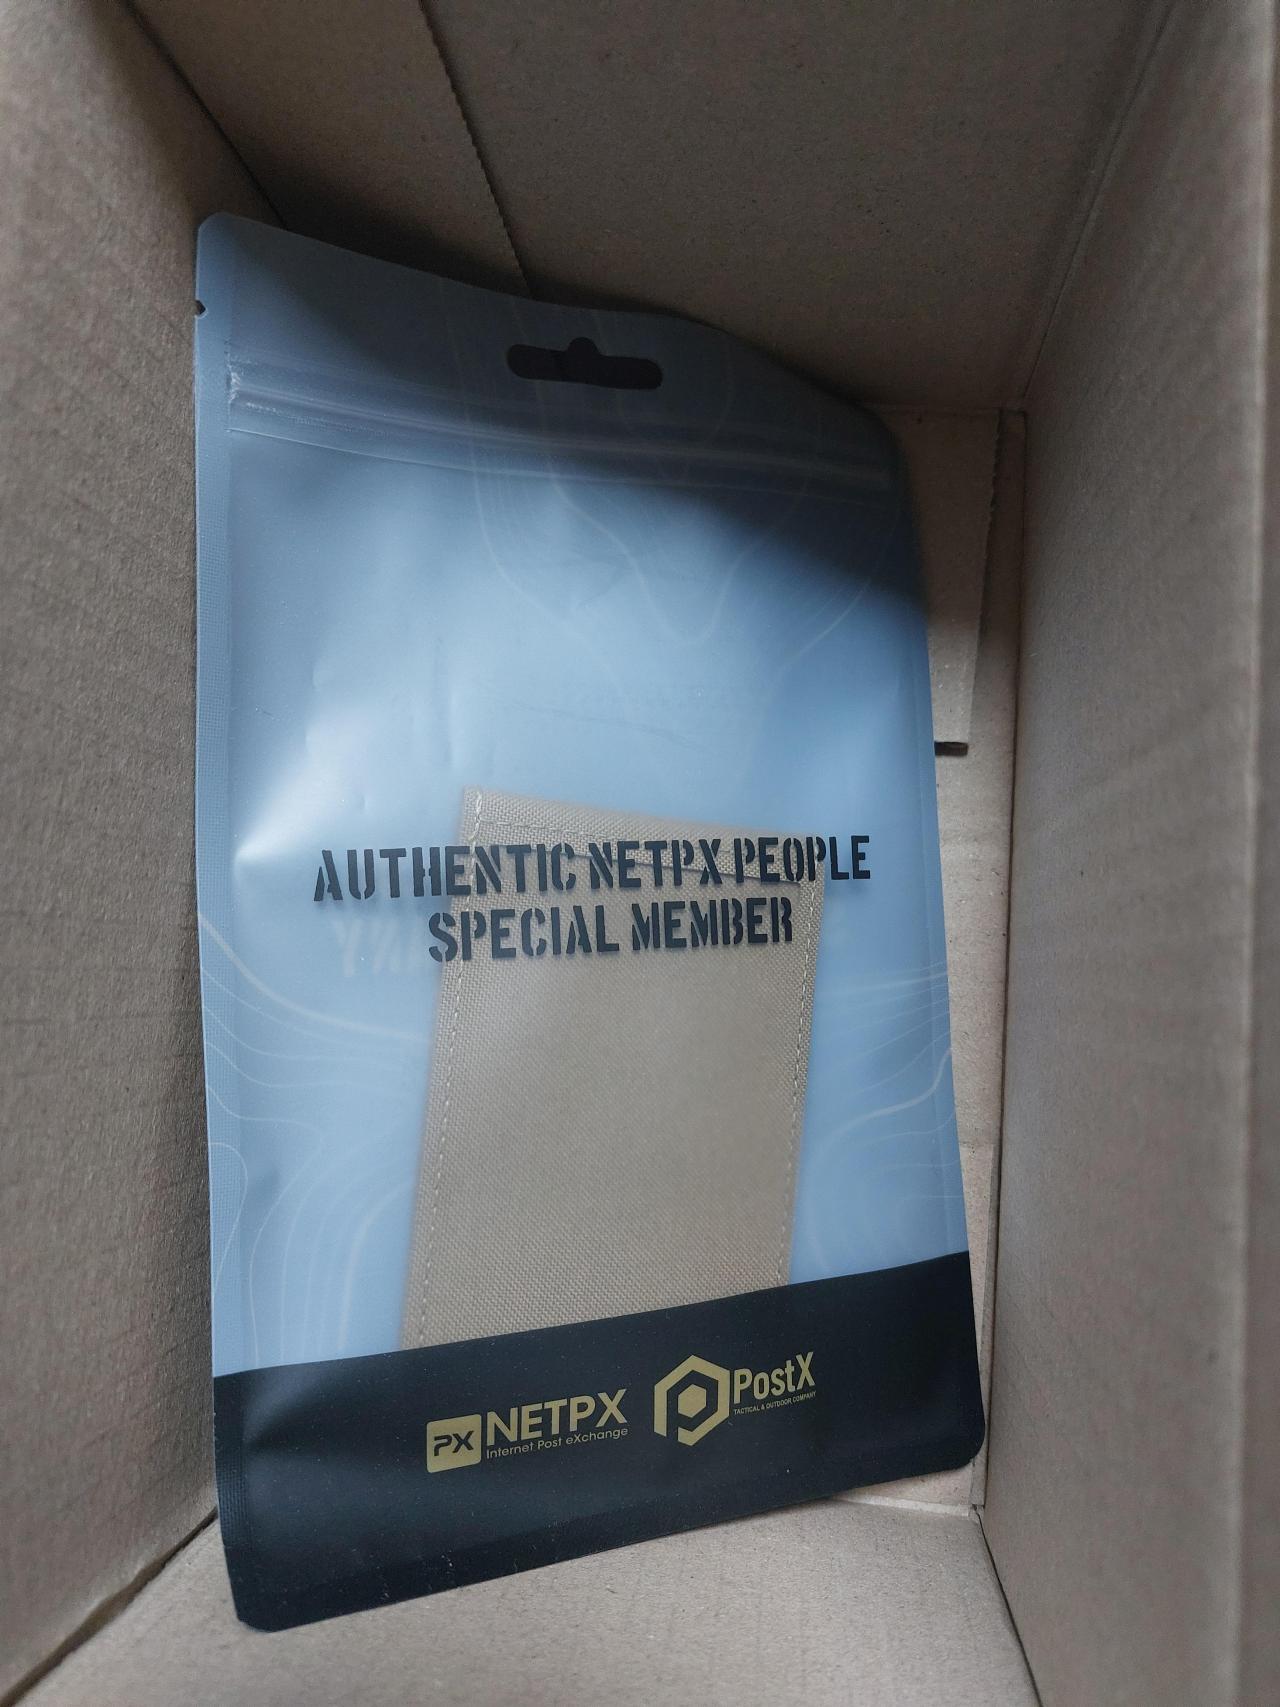 AUTHENTIC NETPX PEOPLE
SPECIAL MEMBER
PX NETPX
Internet Post eXchange
PostX
TACTICAL & OUTDOOR COMPANY